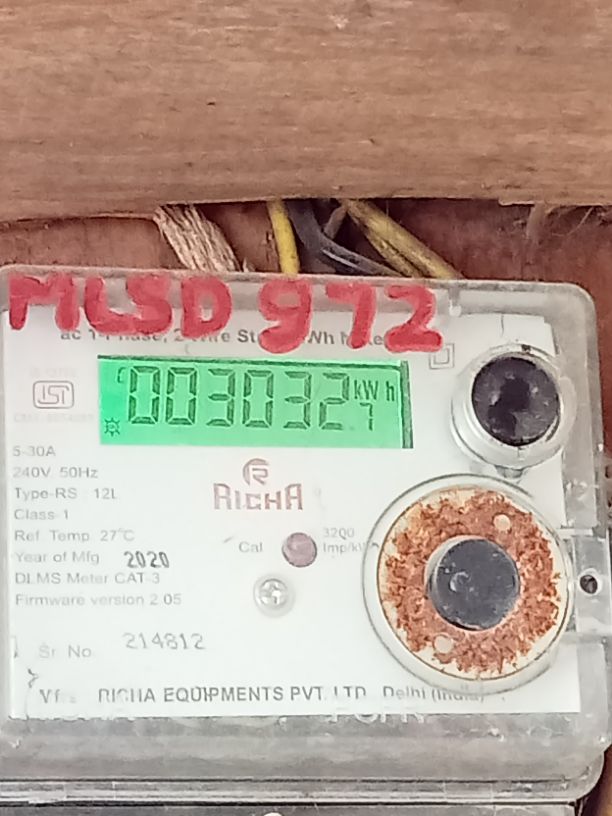 MLSD 972
ac 1-Phase, 2
003032 kWh
7
ISI
5-30A
240V, 50Hz
Type-RS : 12L
Class-1
Ref. Temp. 27°C
Year of Mfg 2020
DLMS Meter CAT-3
Firmware version 2.05
RICHA
Cal
3200
Sr. No. 214812
RICHA EQUIPMENTS PVT. LTD. Delhi (India)